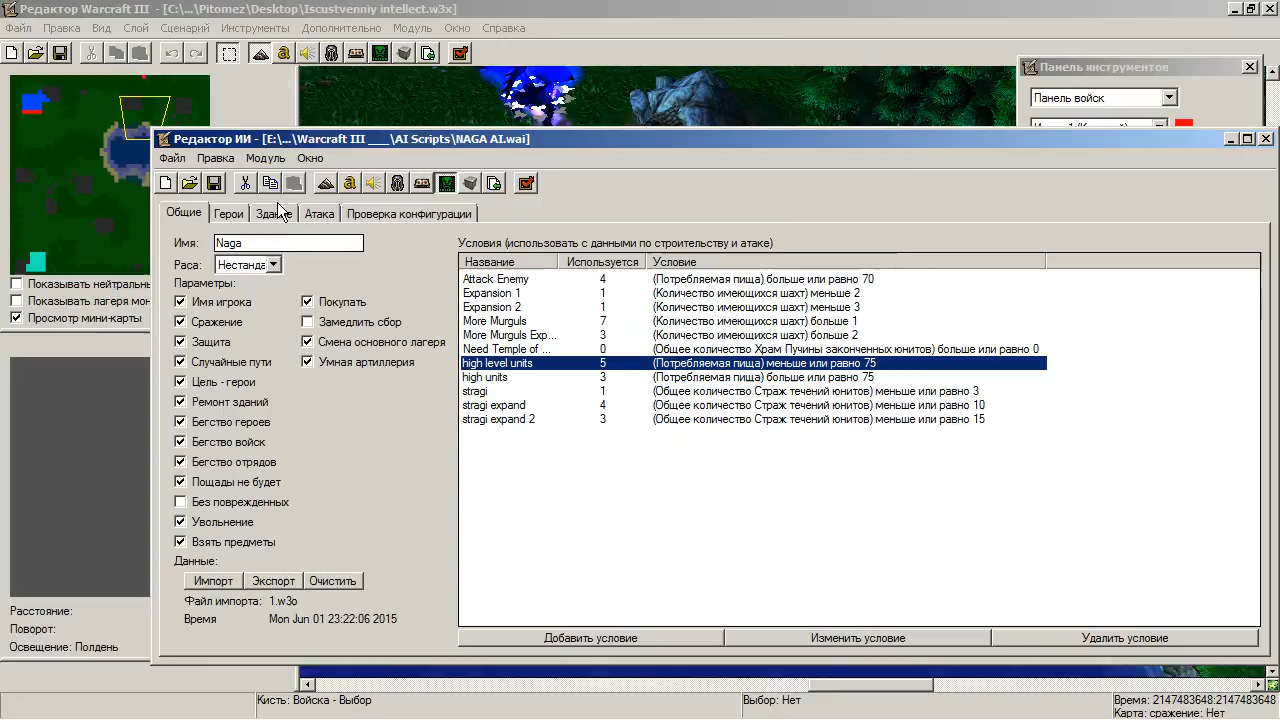 Редактор Warcraft III - [C:\...\Pitomez\Desktop\Iscustvenniy intellect.w3x]
Файл Правка Вид Слой Сценарий Инструменты Дополнительно Модуль Окно Справка
Панель инструментов
Панель войск
Редактор ИИ - [E:\...\Warcraft III ____\AI Scripts\NAGA AI.wai]
Файл Правка Модуль Окно
Общие Герои Здания Атака Проверка конфигурации
Имя: Naga
Раса: Нестанда
Параметры:
Имя игрока
Сражение
Защита
Случайные пути
Цель - герои
Ремонт зданий
Бегство героев
Бегство войск
Бегство отрядов
Пощады не будет
Без поврежденных
Увольнение
Взять предметы
Покупать
Замедлить сбор
Смена основного лагеря
Умная артиллерия
Данные:
Импорт Экспорт Очистить
Файл импорта: 1.w3o
Время Mon Jun 01 23:22:06 2015
Условия (использовать с данными по строительству и атаке)
Название Используется Условие
Attack Enemy 4 (Потребляемая пища) больше или равно 70
Expansion 1 1 (Количество имеющихся шахт) меньше 2
Expansion 2 1 (Количество имеющихся шахт) меньше 3
More Murguls 7 (Количество имеющихся шахт) больше 1
More Murguls Exp... 3 (Количество имеющихся шахт) больше 2
Need Temple of ... 0 (Общее количество Храм Пучины законченных юнитов) больше или равно 0
high level units 5 (Потребляемая пища) меньше или равно 75
high units 3 (Потребляемая пища) больше или равно 75
stragi 1 (Общее количество Страж течений юнитов) меньше или равно 3
stragi expand 4 (Общее количество Страж течений юнитов) меньше или равно 10
stragi expand 2 3 (Общее количество Страж течений юнитов) меньше или равно 15
Добавить условие Изменить условие Удалить условие
Показывать нейтральны
Показывать лагеря мон
Просмотр мини-карты
Расстояние:
Поворот:
Освещение: Полдень
Кисть: Войска - Выбор
Выбор: Нет
Время: 2147483648:2147483648
Карта: сражение: Нет